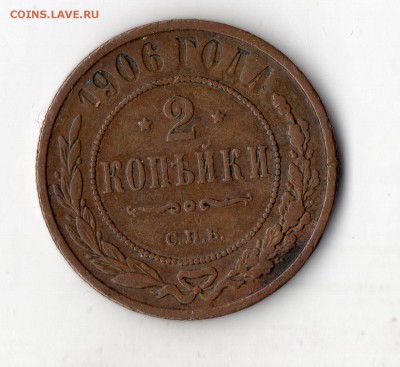 COINS.LAVE.RU
1906 ГОДА
2
КОПѢЙКИ
С.П.Б.